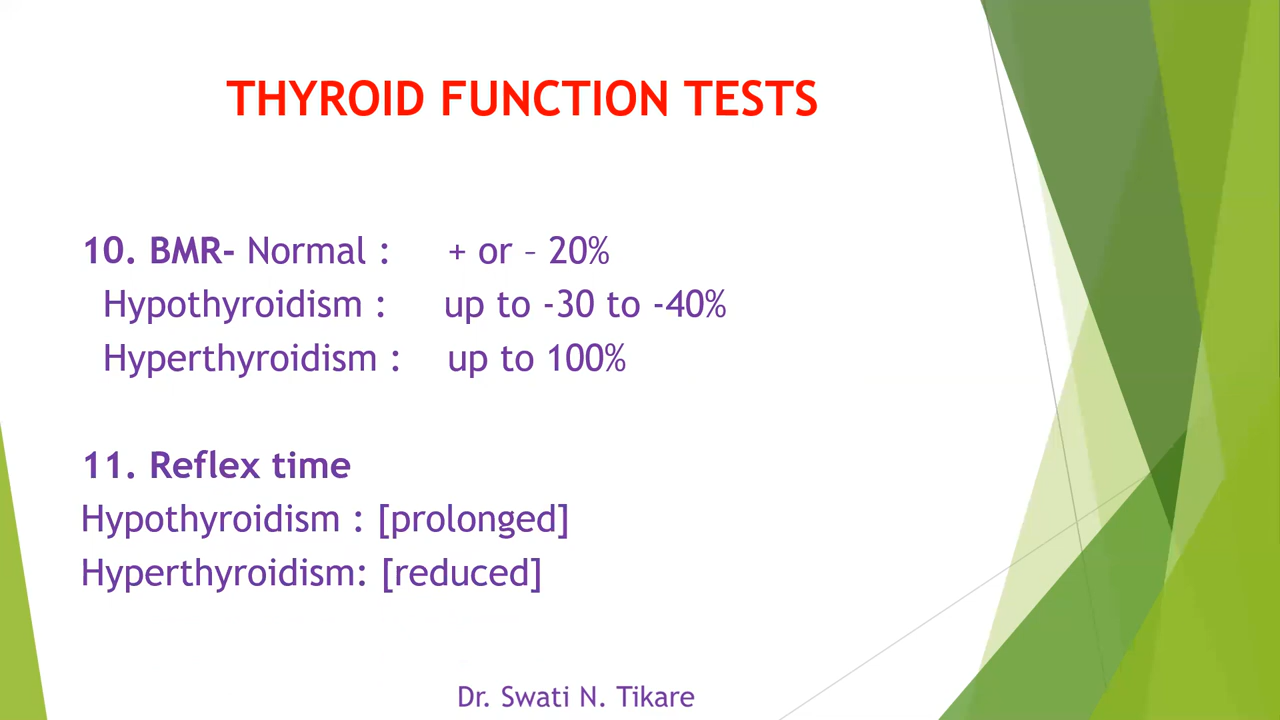 THYROID FUNCTION TESTS
10. BMR- Normal : + or – 20%
Hypothyroidism : up to -30 to -40%
Hyperthyroidism : up to 100%
11. Reflex time
Hypothyroidism : [prolonged]
Hyperthyroidism: [reduced]
Dr. Swati N. Tikare